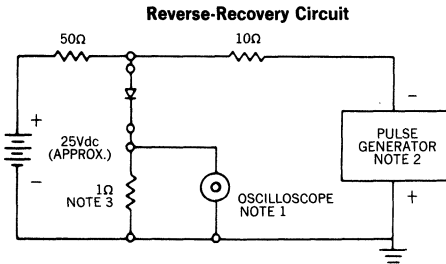 Reverse-Recovery Circuit
50Ω
10Ω
+
25Vdc
(APPROX.)
−
1Ω
NOTE 3
OSCILLOSCOPE
NOTE 1
−
PULSE
GENERATOR
NOTE 2
+